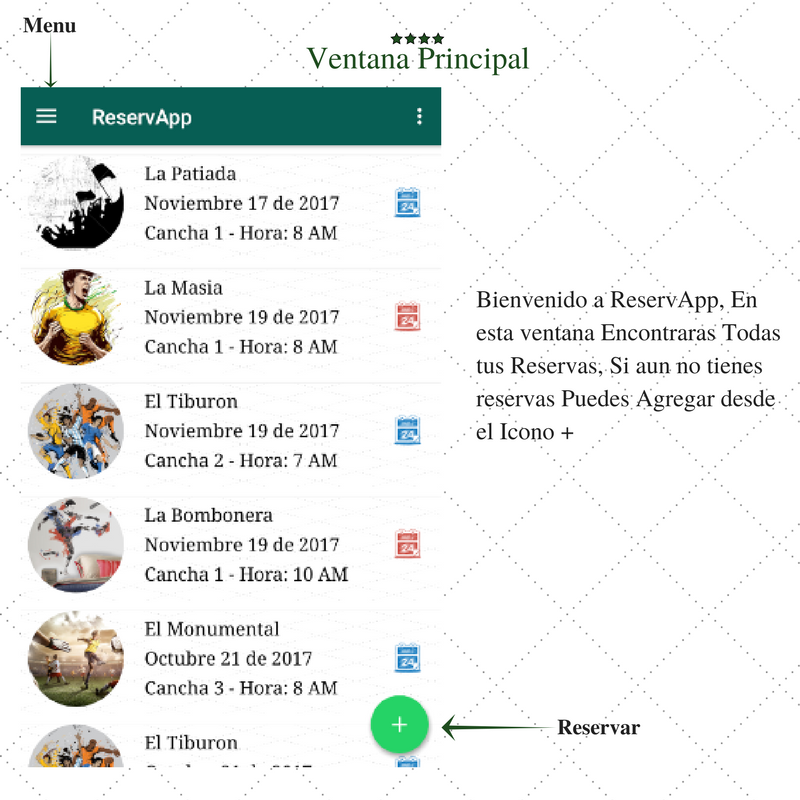 Menu
Ventana Principal
ReservApp
La Patiada
Noviembre 17 de 2017
Cancha 1 - Hora: 8 AM
24
La Masia
Noviembre 19 de 2017
Cancha 1 - Hora: 8 AM
24
El Tiburon
Noviembre 19 de 2017
Cancha 2 - Hora: 7 AM
24
La Bombonera
Noviembre 19 de 2017
Cancha 1 - Hora: 10 AM
24
El Monumental
Octubre 21 de 2017
Cancha 3 - Hora: 8 AM
24
El Tiburon
+
Reservar
Bienvenido a ReservApp, En
esta ventana Encontraras Todas
tus Reservas, Si aun no tienes
reservas Puedes Agregar desde
el Icono +